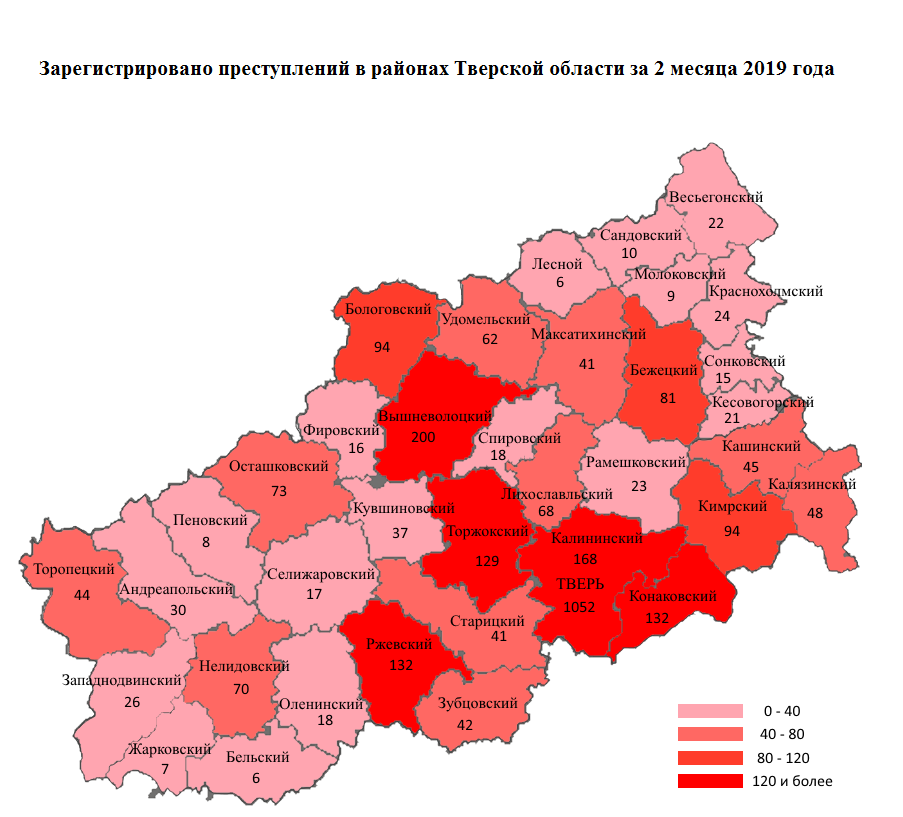 Зарегистрировано преступлений в районах Тверской области за 2 месяца 2019 года
Весьегонский
22
Сандовский
10
Лесной
6
Молоковский
9
Краснохолмский
24
Бологовский
94
Удомельский
62
Максатихинский
41
Бежецкий
81
Сонковский
15
Кесовогорский
21
Вышневолоцкий
200
Фировский
16
Спировский
18
Кашинский
45
Осташковский
73
Рамешковский
23
Калязинский
48
Лихославльский
68
Кувшиновский
37
Кимрский
94
Пеновский
8
Торжокский
129
Калипинский
168
Торопецкий
44
Селижаровский
17
ТВЕРЬ
1052
Андреапольский
30
Конаковский
132
Старицкий
41
Ржевский
132
Нелидовский
70
Западнодвинский
26
Оленинский
18
Зубцовский
42
Жарковский
7
Бельский
6
0 - 40
40 - 80
80 - 120
120 и более